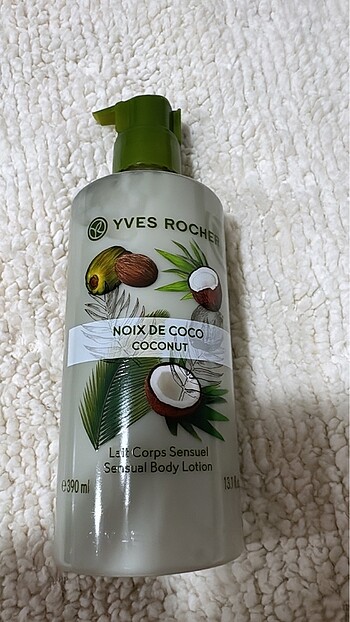 YVES ROCHER
NOIX DE COCO
COCONUT
Lait Corps Sensuel
Sensual Body Lotion
℮390 ml